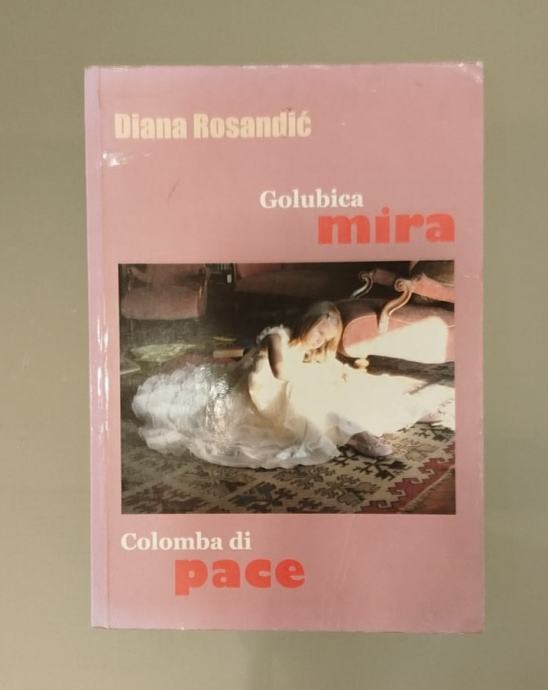 Diana Rosandić
Golubica
mira
Colomba di
pace